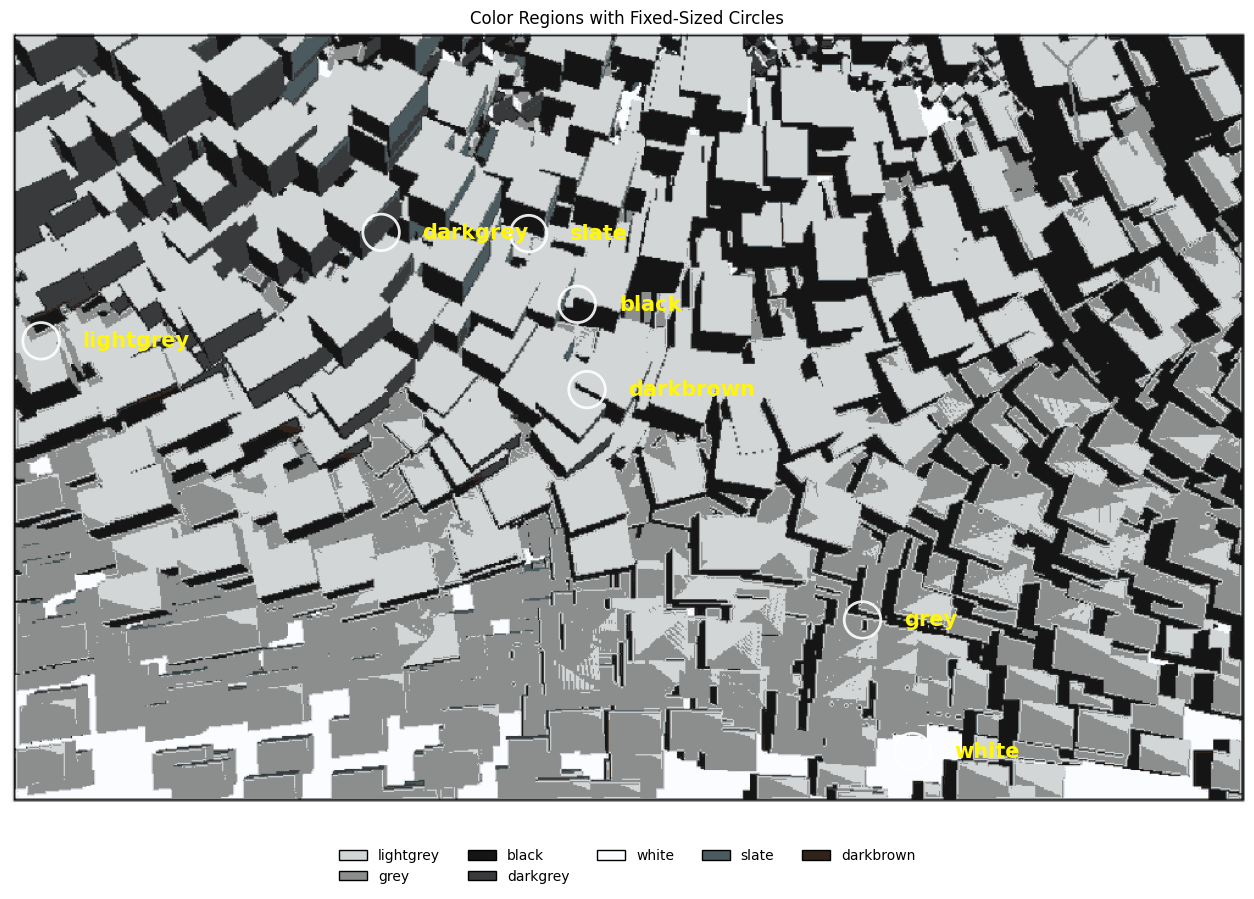 Color Regions with Fixed-Sized Circles
darkgrey
slate
black
lightgrey
darkbrown
grey
white
lightgrey
black
white
slate
darkbrown
grey
darkgrey